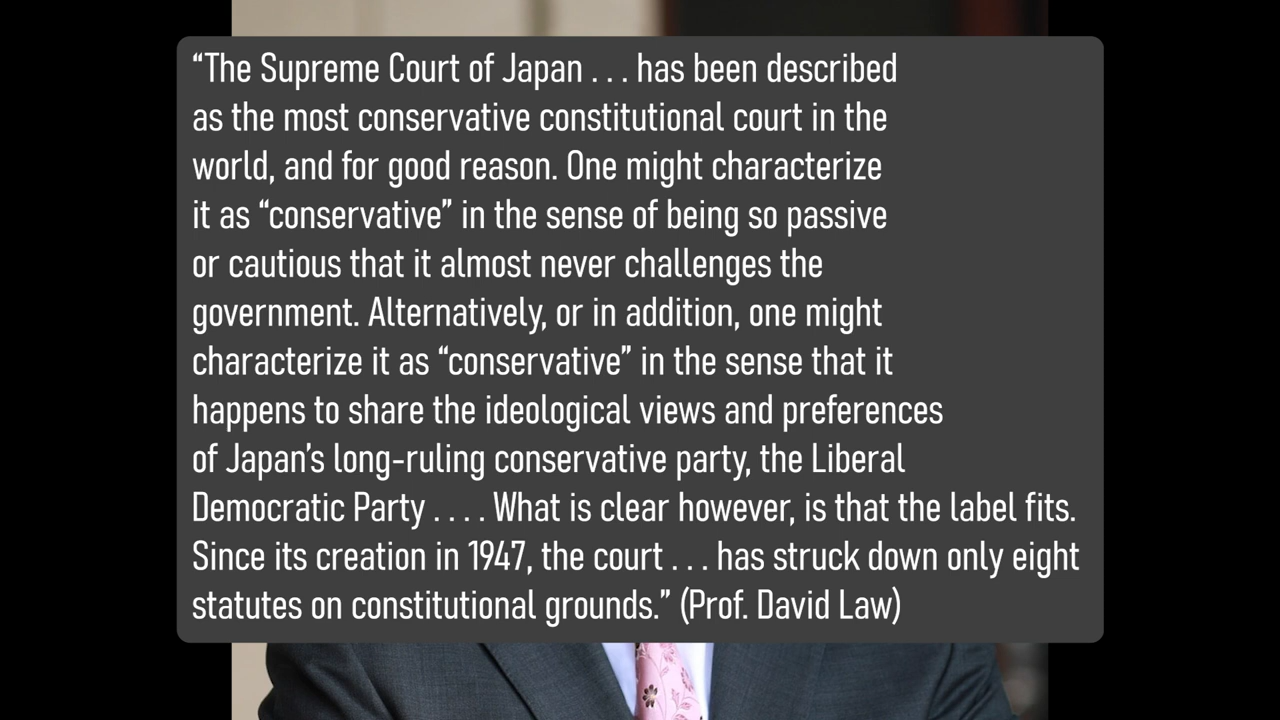 “The Supreme Court of Japan . . . has been described
as the most conservative constitutional court in the
world, and for good reason. One might characterize
it as “conservative” in the sense of being so passive
or cautious that it almost never challenges the
government. Alternatively, or in addition, one might
characterize it as “conservative” in the sense that it
happens to share the ideological views and preferences
of Japan’s long-ruling conservative party, the Liberal
Democratic Party . . . . What is clear however, is that the label fits.
Since its creation in 1947, the court . . . has struck down only eight
statutes on constitutional grounds.” (Prof. David Law)